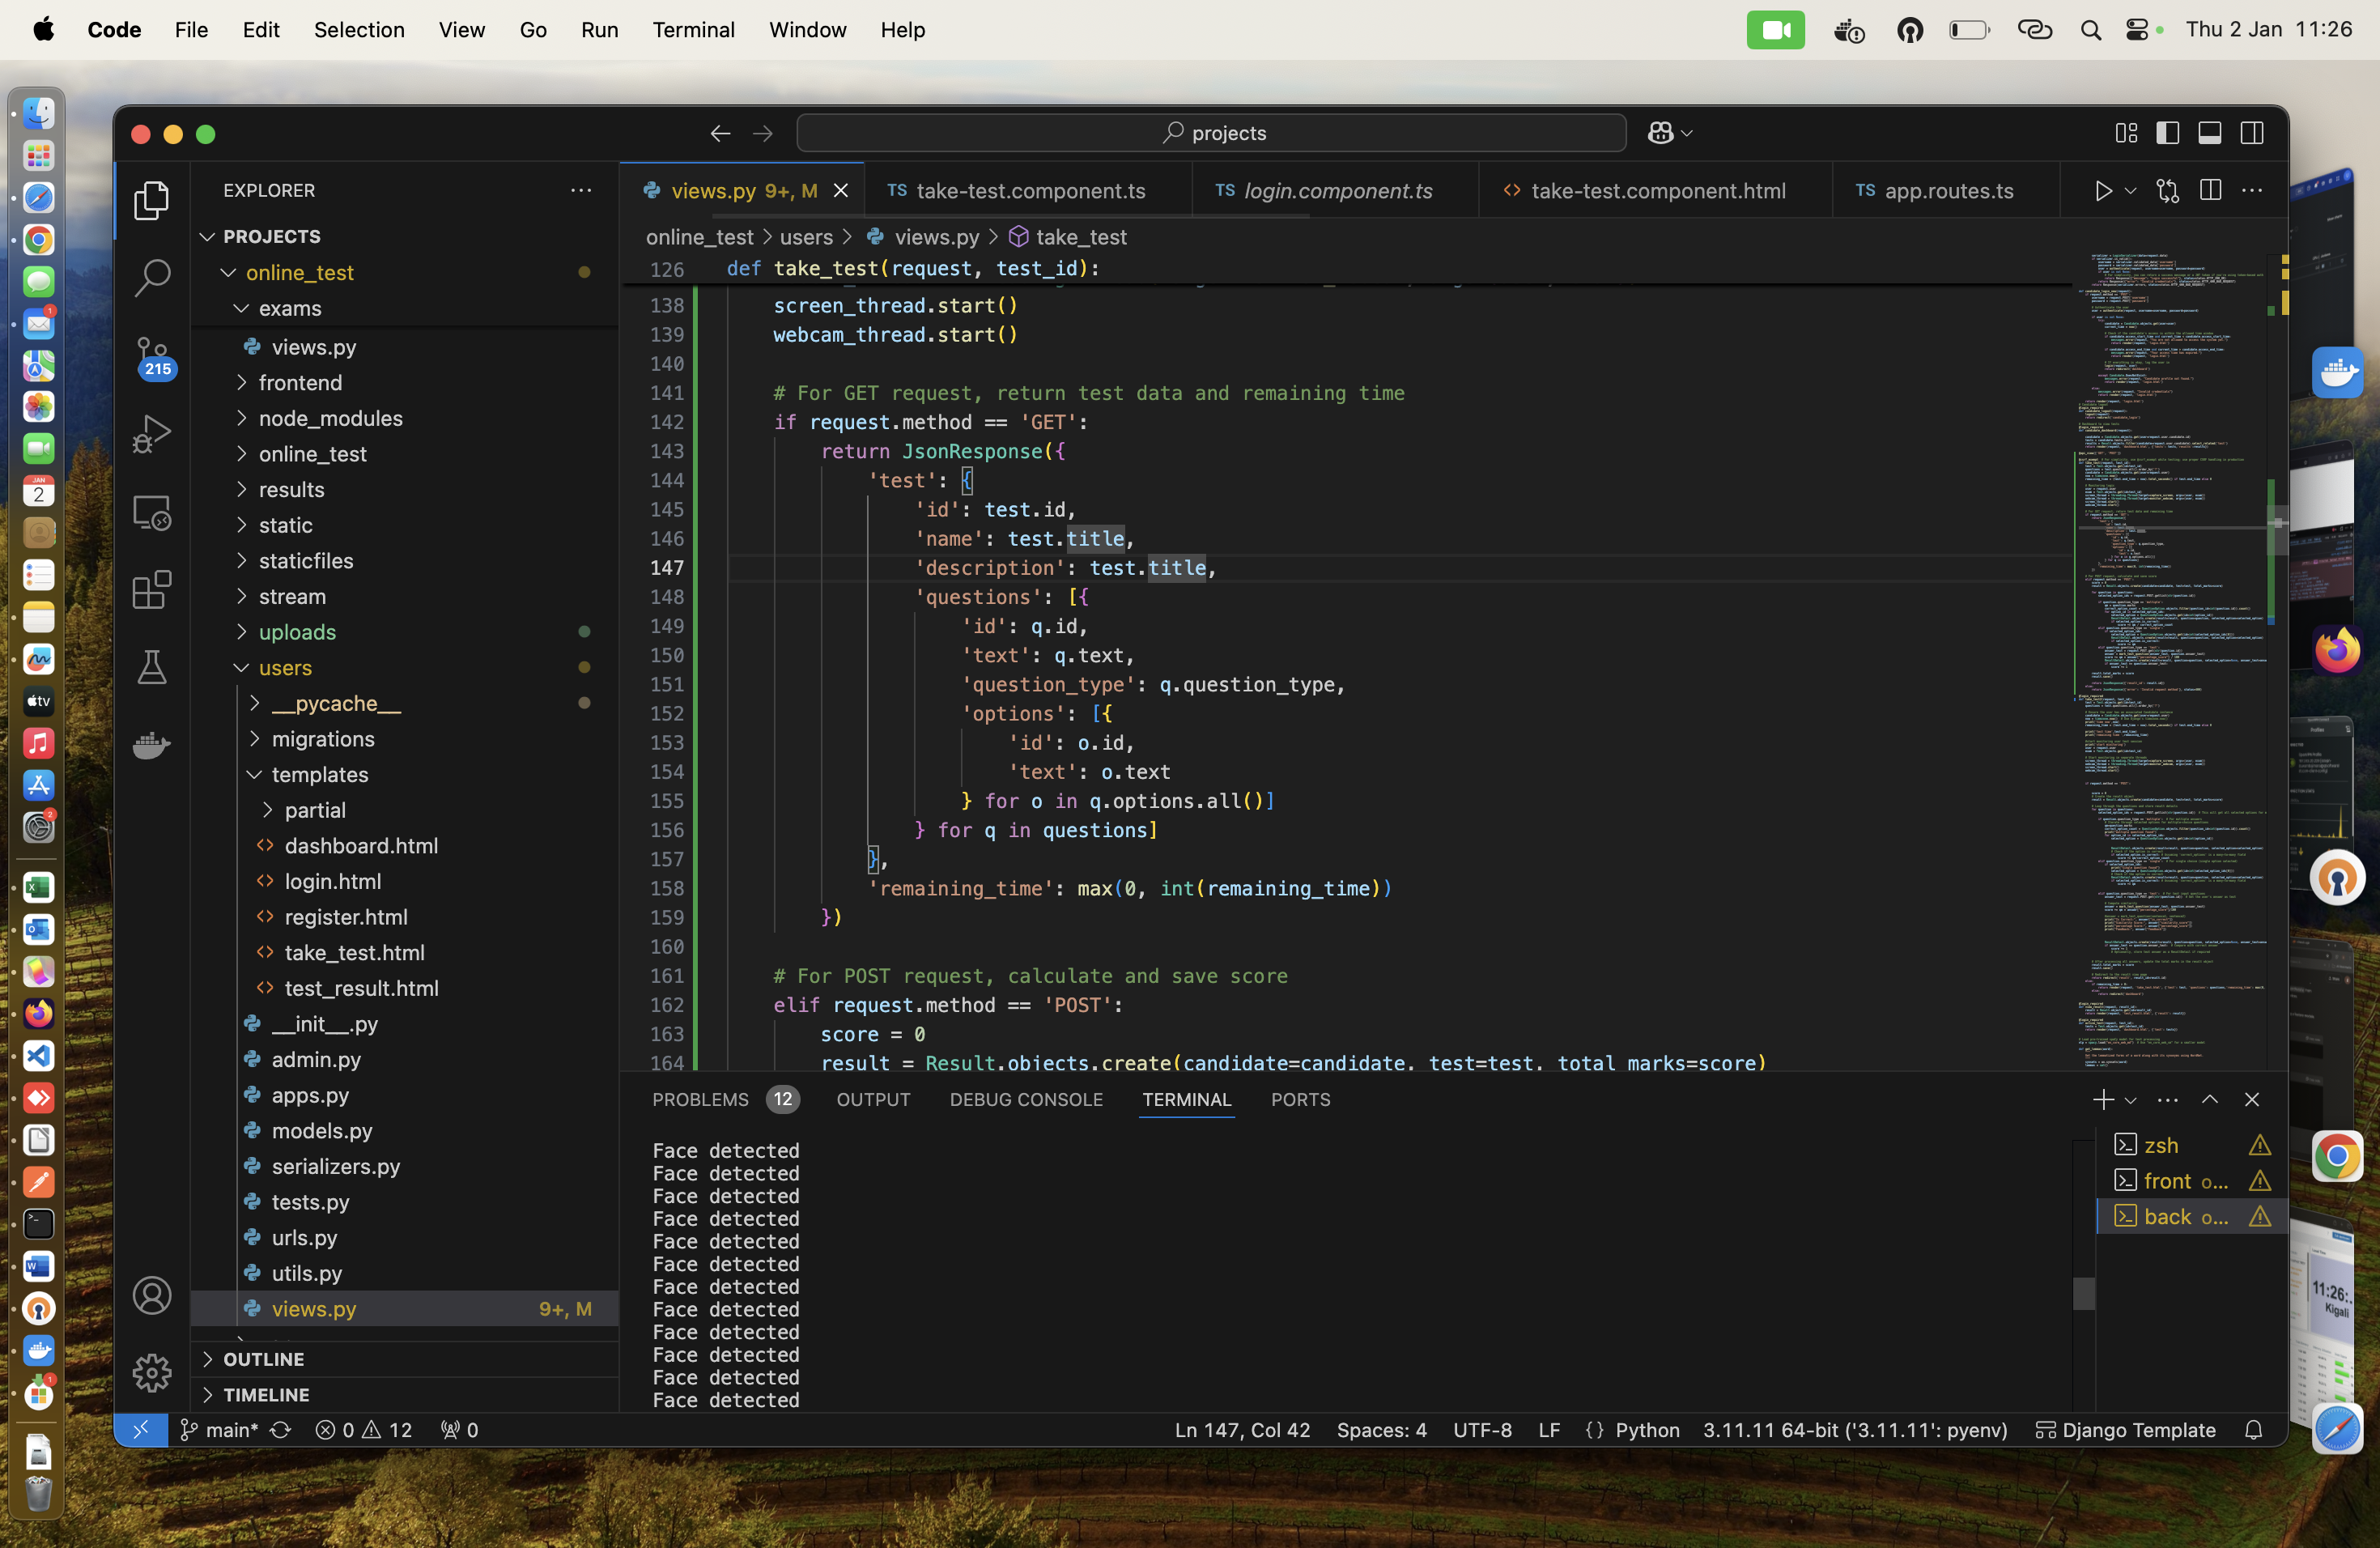 Code File Edit Selection View Go Run Terminal Window Help
Thu 2 Jan 11:26
projects
EXPLORER
PROJECTS
online_test
exams
views.py
frontend
node_modules
online_test
results
static
staticfiles
stream
uploads
users
__pycache__
migrations
templates
partial
dashboard.html
login.html
register.html
take_test.html
test_result.html
__init__.py
admin.py
apps.py
models.py
serializers.py
tests.py
urls.py
utils.py
views.py 9+, M
OUTLINE
TIMELINE
215
views.py 9+, M
TS take-test.component.ts
TS login.component.ts
take-test.component.html
TS app.routes.ts
online_test > users > views.py > take_test
126 def take_test(request, test_id):
138 screen_thread.start()
139 webcam_thread.start()
140
141 # For GET request, return test data and remaining time
142 if request.method == 'GET':
143 return JsonResponse({
144 'test': {
145 'id': test.id,
146 'name': test.title,
147 'description': test.title,
148 'questions': [{
149 'id': q.id,
150 'text': q.text,
151 'question_type': q.question_type,
152 'options': [{
153 'id': o.id,
154 'text': o.text
155 } for o in q.options.all()]
156 } for q in questions]
157 },
158 'remaining_time': max(0, int(remaining_time))
159 })
160
161 # For POST request, calculate and save score
162 elif request.method == 'POST':
163 score = 0
164 result = Result.objects.create(candidate=candidate, test=test, total_marks=score)
PROBLEMS 12 OUTPUT DEBUG CONSOLE TERMINAL PORTS
Face detected
Face detected
Face detected
Face detected
Face detected
Face detected
Face detected
Face detected
Face detected
Face detected
Face detected
Face detected
zsh
front o...
back o...
main* 0 12 0
Ln 147, Col 42 Spaces: 4 UTF-8 LF {} Python 3.11.11 64-bit ('3.11.11': pyenv) Django Template
JAN
2
tv
1
2
1
11:26:
Kigali